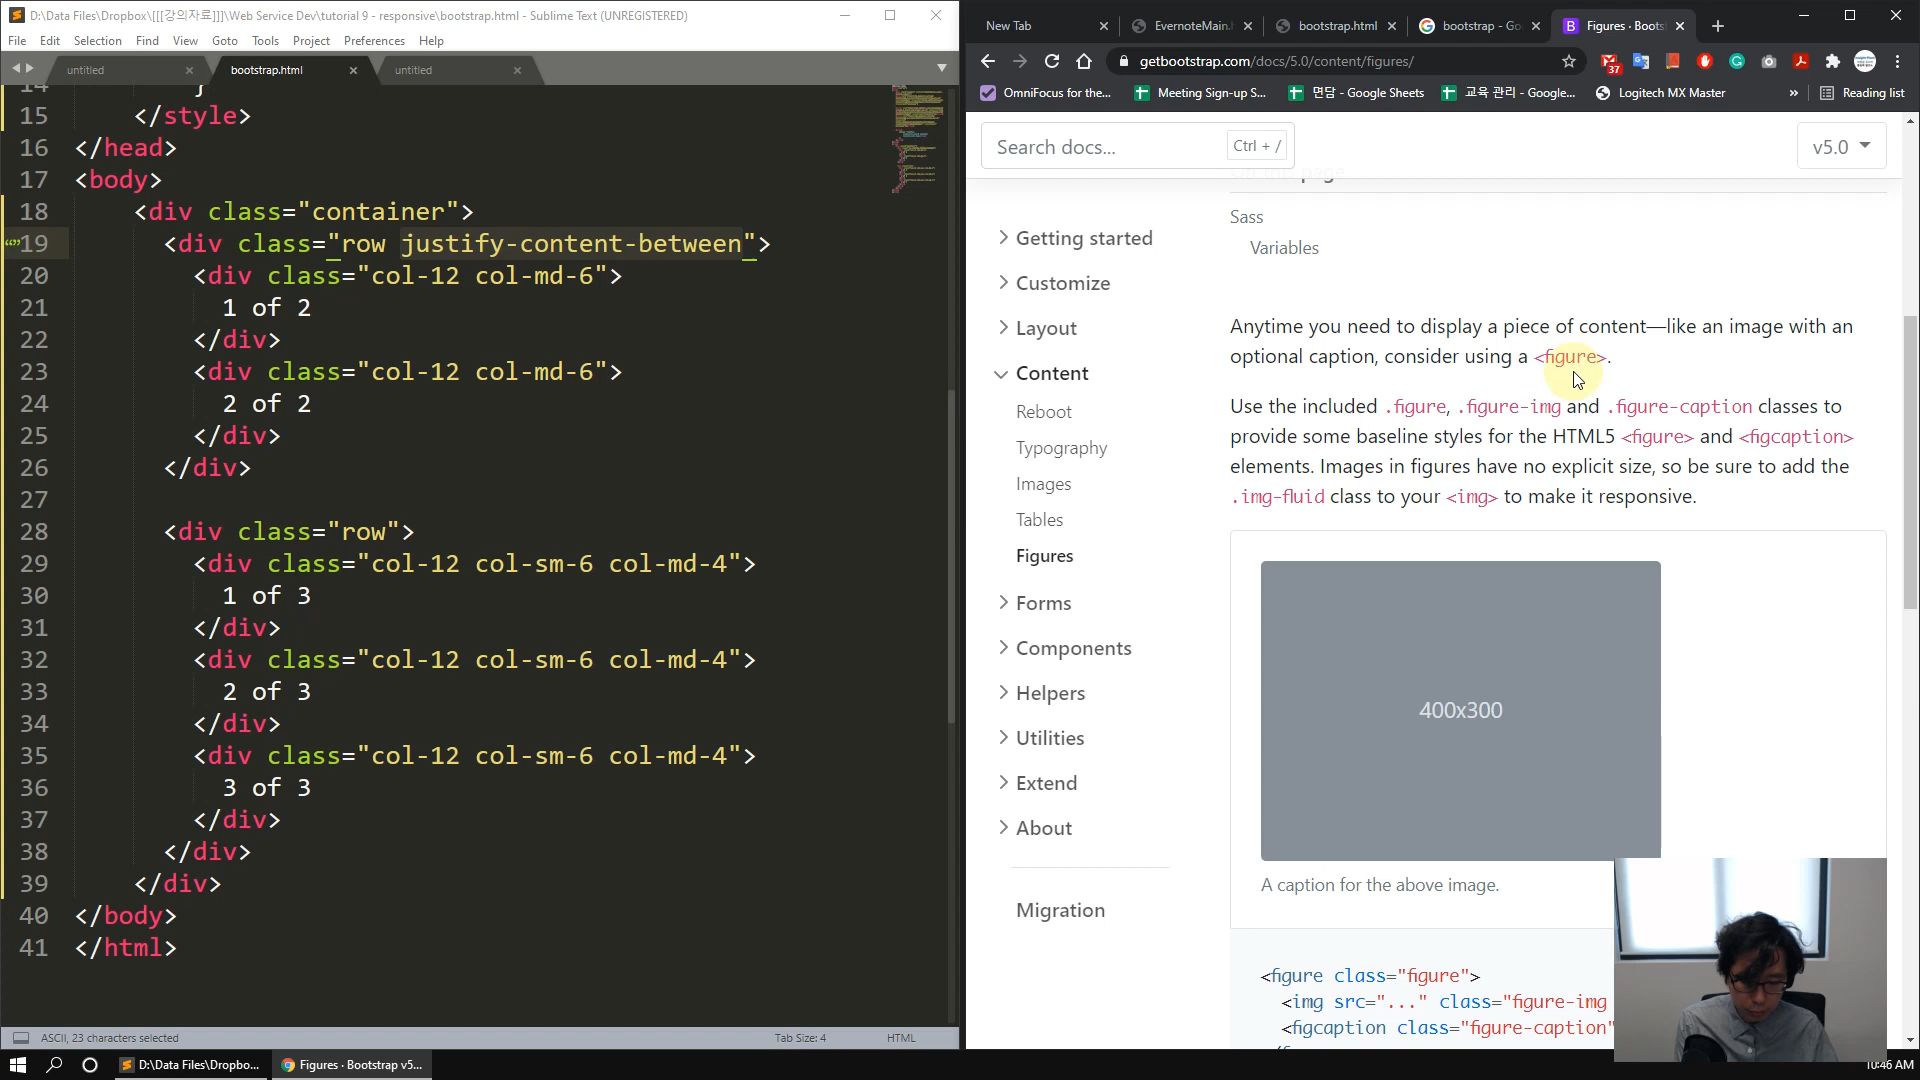 D:\Data Files\Dropbox\[[[강의자료]]]\Web Service Dev\tutorial 9 - responsive\bootstrap.html - Sublime Text (UNREGISTERED)
File Edit Selection Find View Goto Tools Project Preferences Help
untitled bootstrap.html untitled
15 </style>
16 </head>
17 <body>
18 <div class="container">
19 <div class="row justify-content-between">
20 <div class="col-12 col-md-6">
21 1 of 2
22 </div>
23 <div class="col-12 col-md-6">
24 2 of 2
25 </div>
26 </div>
27
28 <div class="row">
29 <div class="col-12 col-sm-6 col-md-4">
30 1 of 3
31 </div>
32 <div class="col-12 col-sm-6 col-md-4">
33 2 of 3
34 </div>
35 <div class="col-12 col-sm-6 col-md-4">
36 3 of 3
37 </div>
38 </div>
39 </div>
40 </body>
41 </html>
ASCII, 23 characters selected Tab Size: 4 HTML
New Tab EvernoteMain. bootstrap.html bootstrap - Go Figures · Boots
getbootstrap.com/docs/5.0/content/figures/
37
OmniFocus for the... Meeting Sign-up S... 면담 - Google Sheets 교육 관리 - Google... Logitech MX Master » Reading list
Search docs... Ctrl + / v5.0
On this page
Sass
Variables
Getting started
Customize
Layout
Content
Reboot
Typography
Images
Tables
Figures
Forms
Components
Helpers
Utilities
Extend
About
Migration
Anytime you need to display a piece of content—like an image with an
optional caption, consider using a <figure>.
Use the included .figure, .figure-img and .figure-caption classes to
provide some baseline styles for the HTML5 <figure> and <figcaption>
elements. Images in figures have no explicit size, so be sure to add the
.img-fluid class to your <img> to make it responsive.
400x300
A caption for the above image.
<figure class="figure">
<img src="..." class="figure-img
<figcaption class="figure-caption"
D:\Data Files\Dropbo... Figures · Bootstrap v5... 10:46 AM